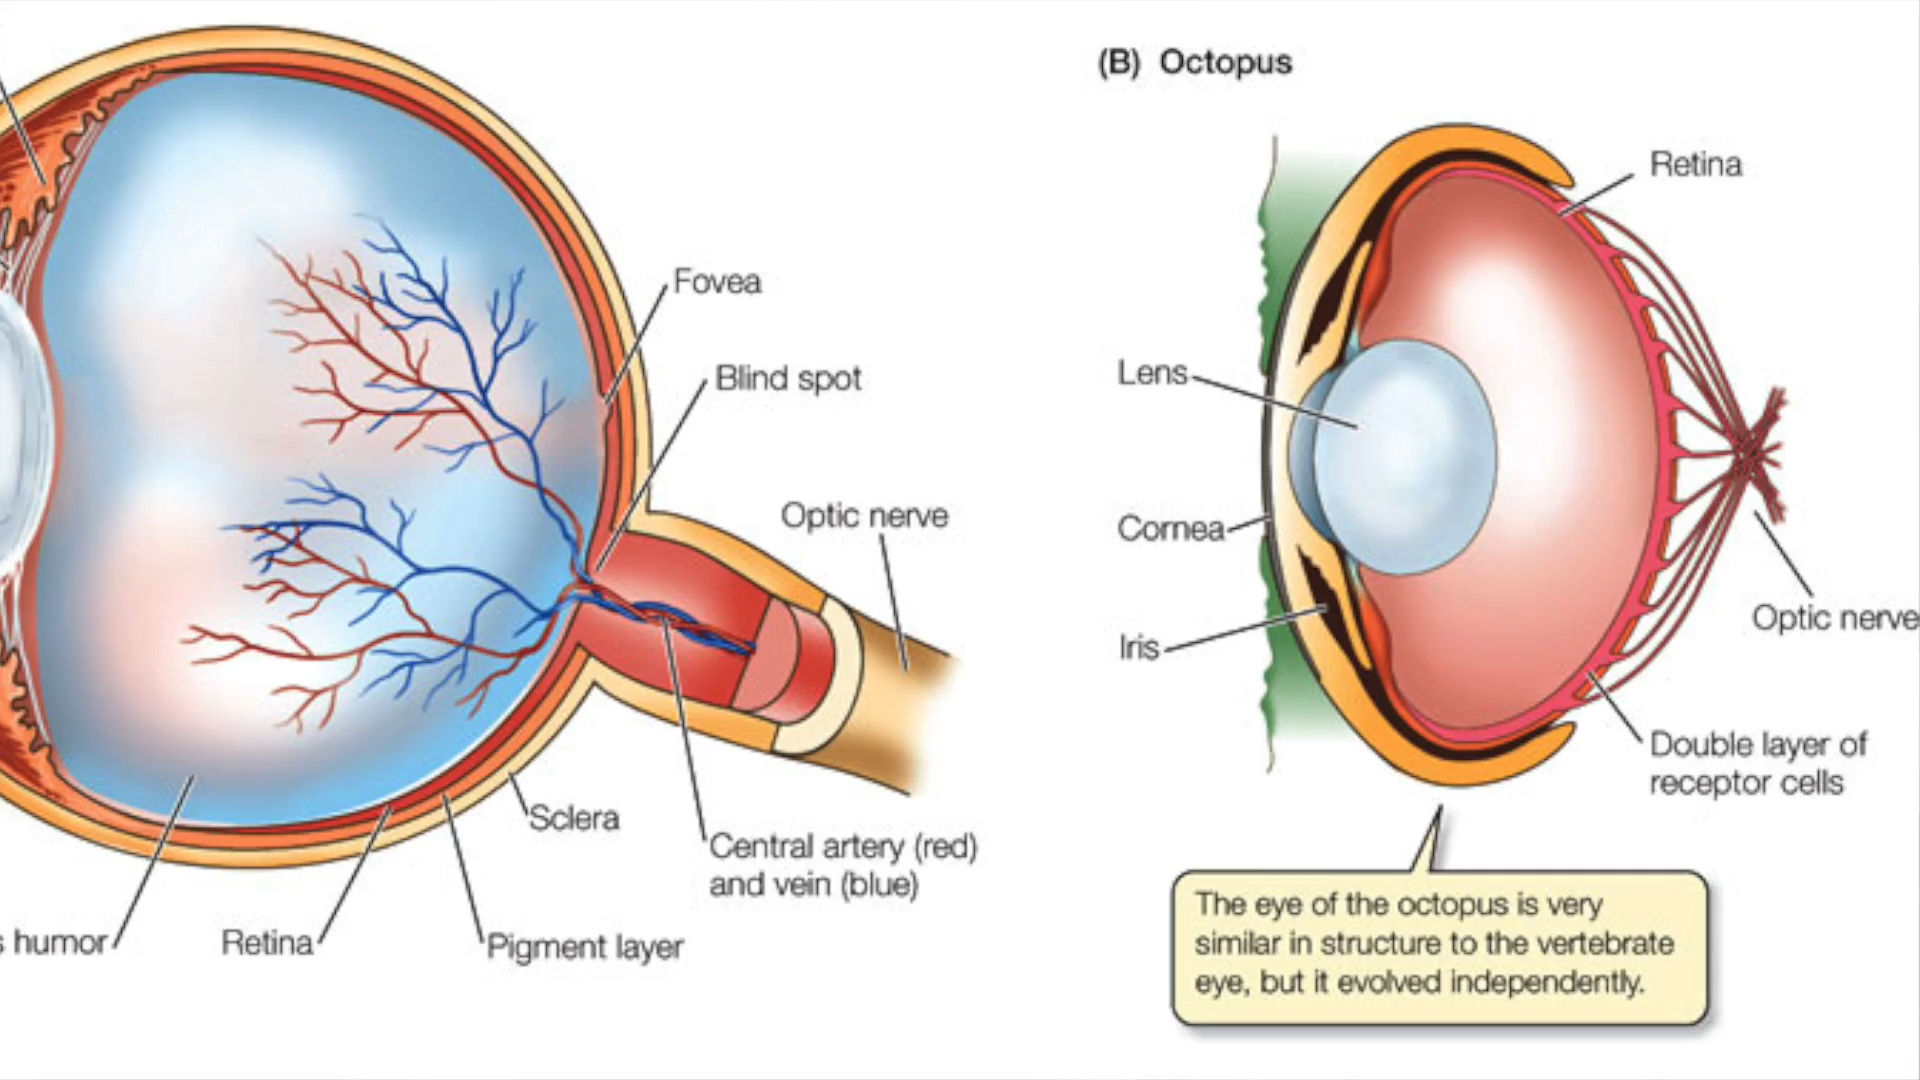 (B) Octopus
Retina
Fovea
Blind spot
Lens
Optic nerve
Cornea
Optic nerve
Iris
Double layer of
receptor cells
Sclera
Central artery (red)
and vein (blue)
humor
Retina
Pigment layer
The eye of the octopus is very
similar in structure to the vertebrate
eye, but it evolved independently.